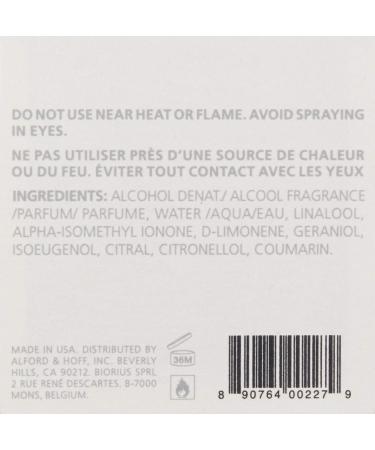 DO NOT USE NEAR HEAT OR FLAME. AVOID SPRAYING
IN EYES.
NE PAS UTILISER PRÈS D'UNE SOURCE DE CHALEUR
OU DU FEU. ÉVITER TOUT CONTACT AVEC LES YEUX
INGREDIENTS: ALCOHOL DENAT./ ALCOOL FRAGRANCE
/PARFUM/ PARFUME, WATER /AQUA/EAU, LINALOOL,
ALPHA-ISOMETHYL IONONE, D-LIMONENE, GERANIOL,
ISOEUGENOL, CITRAL, CITRONELLOL, COUMARIN.
MADE IN USA. DISTRIBUTED BY
ALFORD & HOFF, INC. BEVERLY
HILLS, CA 90212. BIORIUS SPRL
2 RUE RENÉ DESCARTES. B-7000
MONS, BELGIUM.
36M
8 90764 00227 9